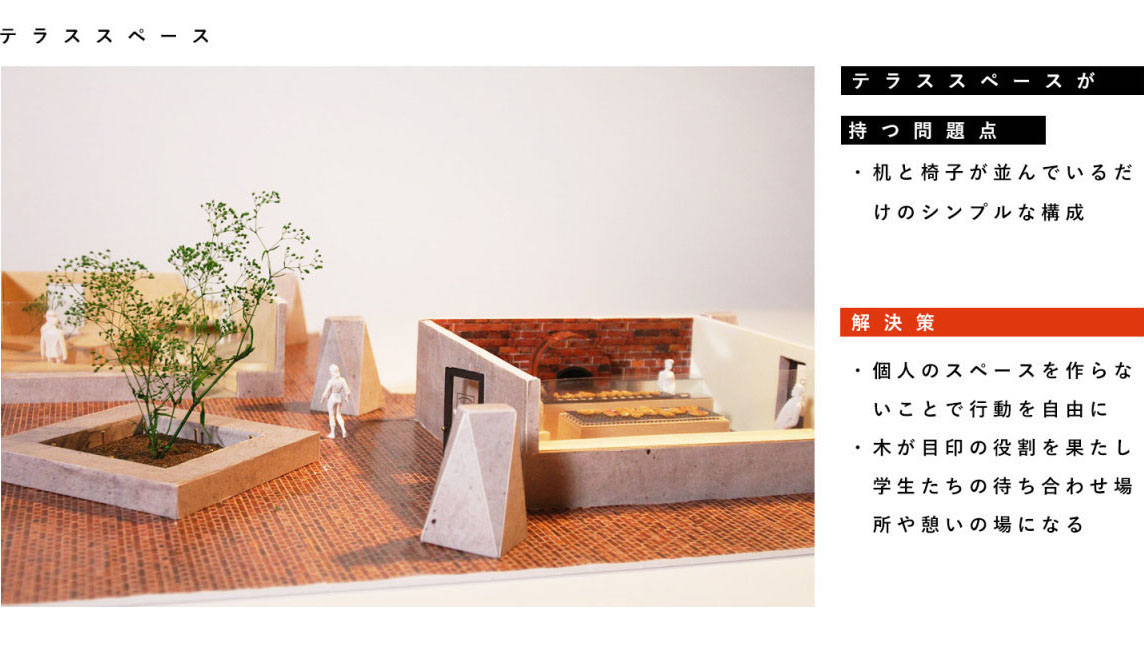 テラススペース
テラススペースが
持つ問題点
・机と椅子が並んでいるだ
けのシンプルな構成
解決策
・個人のスペースを作らな
いことで行動を自由に
・木が目印の役割を果たし
学生たちの待ち合わせ場
所や憩いの場になる